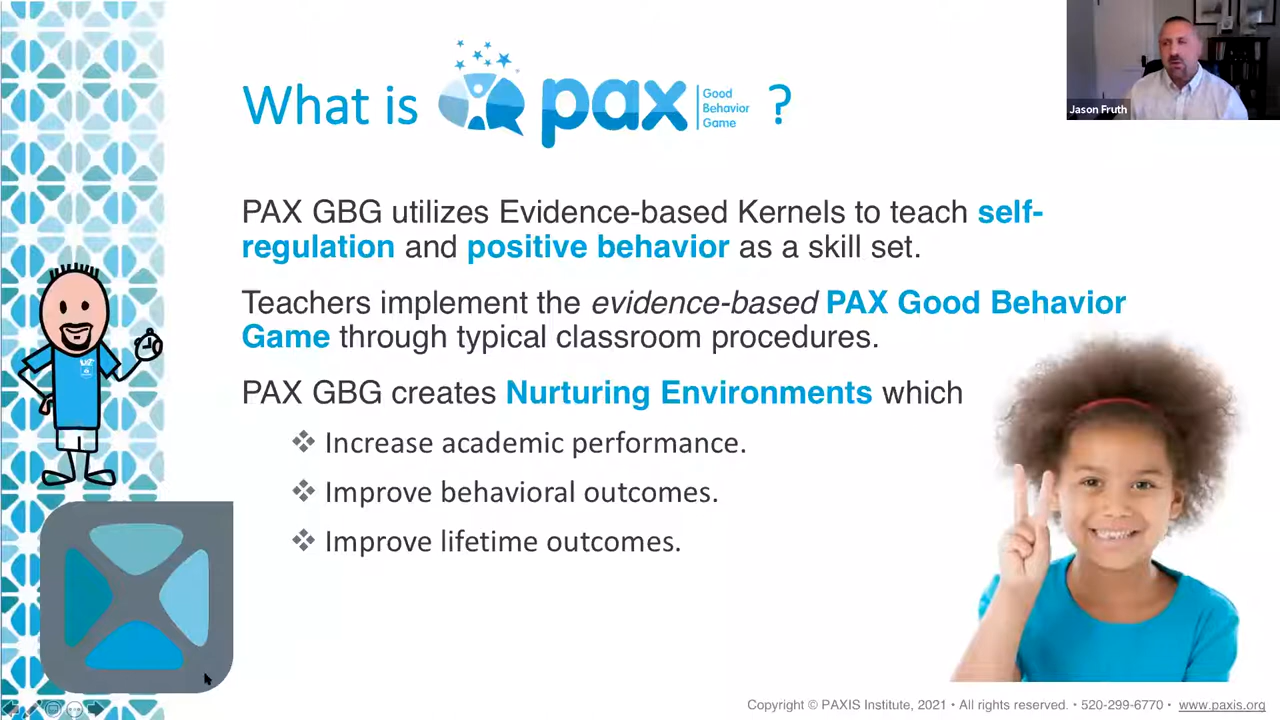 What is pax Good Behavior Game ?
Jason Fruth
PAX GBG utilizes Evidence-based Kernels to teach self-
regulation and positive behavior as a skill set.
Teachers implement the evidence-based PAX Good Behavior
Game through typical classroom procedures.
PAX GBG creates Nurturing Environments which
❖ Increase academic performance.
❖ Improve behavioral outcomes.
❖ Improve lifetime outcomes.
Copyright © PAXIS Institute, 2021 • All rights reserved. • 520-299-6770 • www.paxis.org